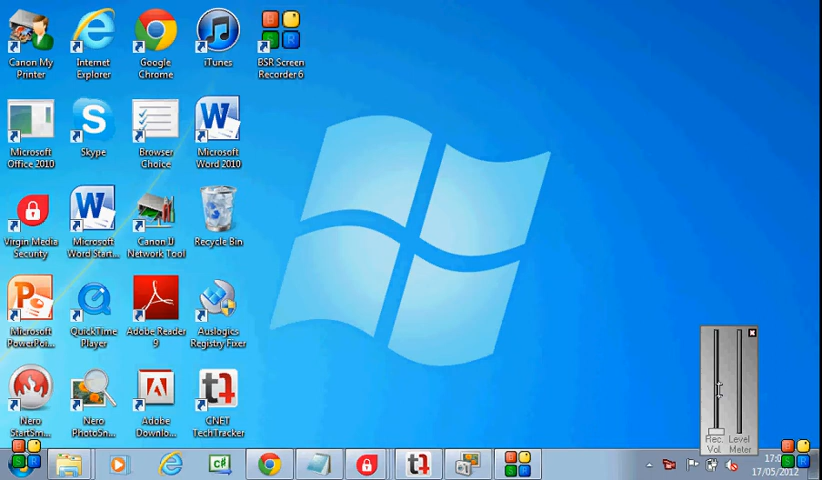 Canon My
Printer
Internet
Explorer
Google
Chrome
iTunes
BSR Screen
Recorder 6
Microsoft
Office 2010
Skype
Browser
Choice
Microsoft
Word 2010
Virgin Media
Security
Microsoft
Word Start...
Canon IJ
Network Tool
Recycle Bin
Microsoft
PowerPoi...
QuickTime
Player
Adobe Reader
9
Auslogics
Registry Fixer
Nero
StartSm...
Nero
PhotoSn...
Adobe
Downlo...
CNET
TechTracker
Rec.
Vol
Level
Meter
B
S R
C#
17/05/2012